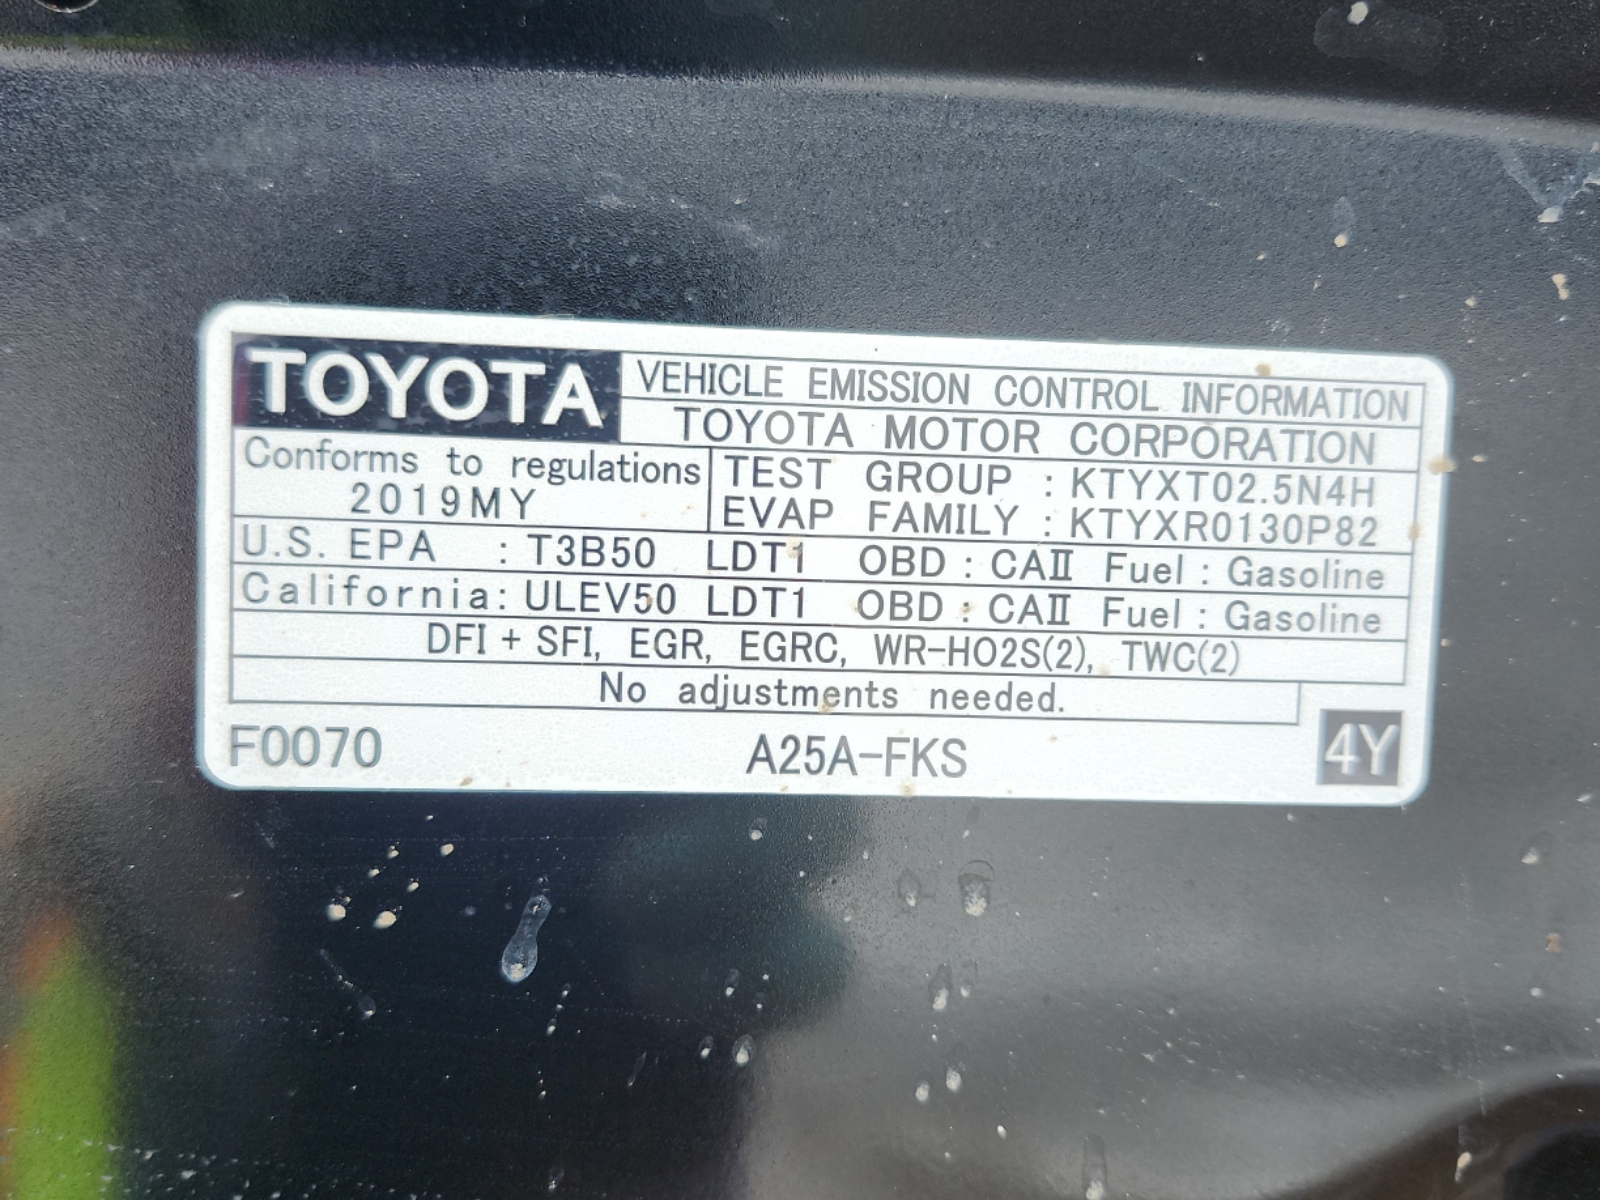 TOYOTA VEHICLE EMISSION CONTROL INFORMATION
TOYOTA MOTOR CORPORATION
Conforms to regulations
2019MY
TEST GROUP : KTYXT02.5N4H
EVAP FAMILY : KTYXR0130P82
U.S. EPA : T3B50 LDT1 OBD : CAII Fuel : Gasoline
California: ULEV50 LDT1 OBD : CAII Fuel : Gasoline
DFI + SFI, EGR, EGRC, WR-HO2S(2), TWC(2)
No adjustments needed.
F0070 A25A-FKS 4Y